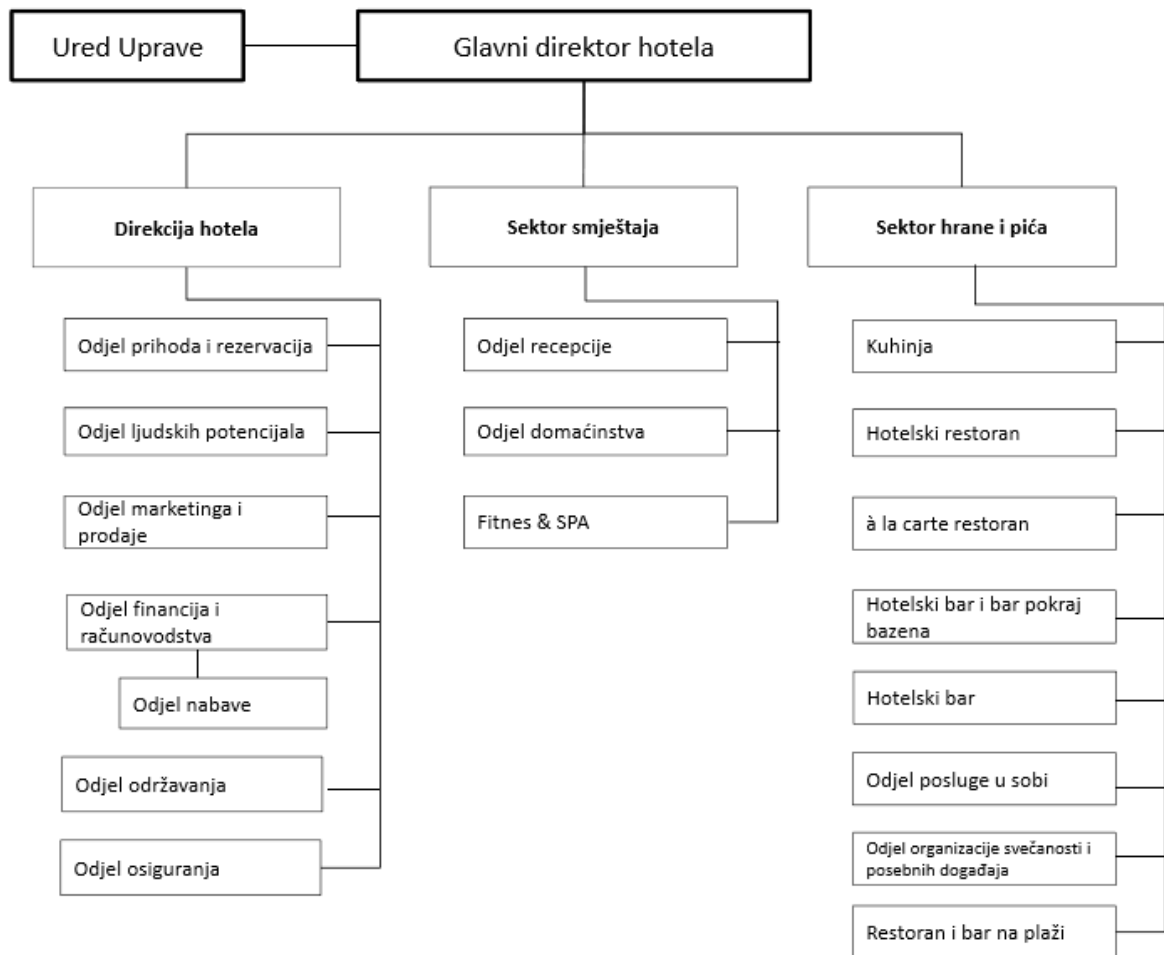 Ured Uprave
Glavni direktor hotela
Direkcija hotela
Sektor smještaja
Sektor hrane i pića
Odjel prihoda i rezervacija
Odjel ljudskih potencijala
Odjel marketinga i
prodaje
Odjel financija i
računovodstva
Odjel nabave
Odjel održavanja
Odjel osiguranja
Odjel recepcije
Odjel domaćinstva
Fitnes & SPA
Kuhinja
Hotelski restoran
à la carte restoran
Hotelski bar i bar pokraj
bazena
Hotelski bar
Odjel posluge u sobi
Odjel organizacije svečanosti i
posebnih događaja
Restoran i bar na plaži